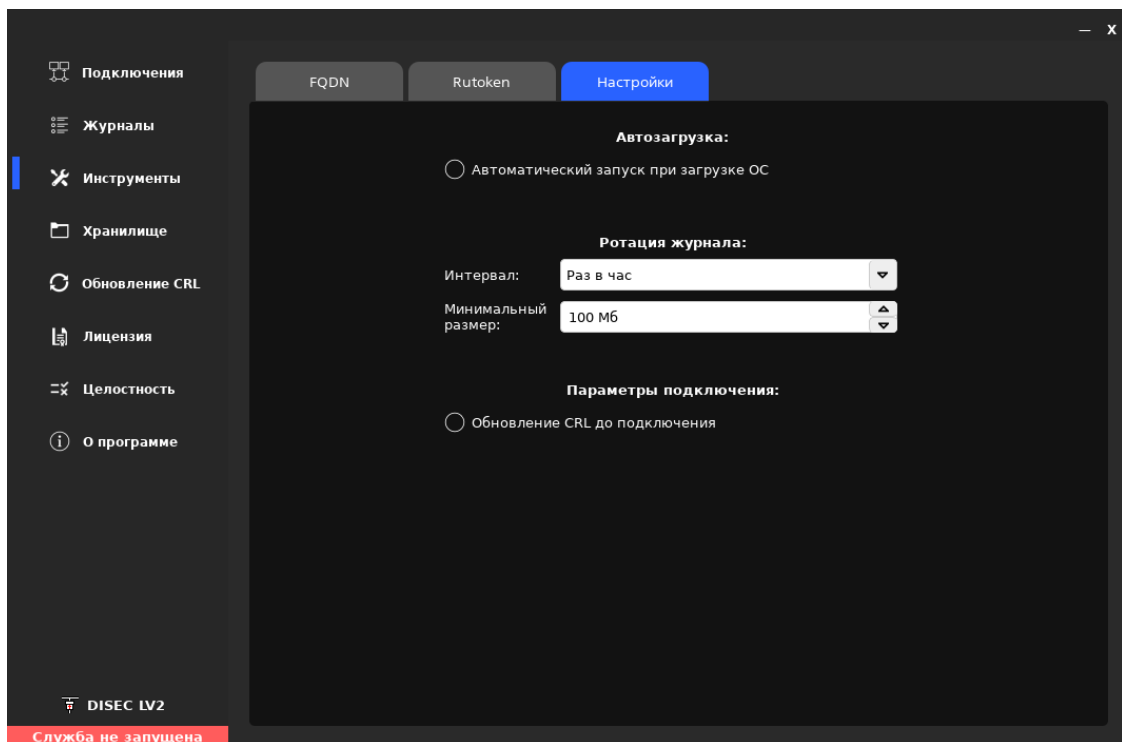 — X
Подключения
Журналы
Инструменты
Хранилище
Обновление CRL
Лицензия
Целостность
О программе
DISEC LV2
Служба не запущена
FQDN Rutoken Настройки
Автозагрузка:
Автоматический запуск при загрузке ОС
Ротация журнала:
Интервал: Раз в час
Минимальный
размер: 100 Мб
Параметры подключения:
Обновление CRL до подключения